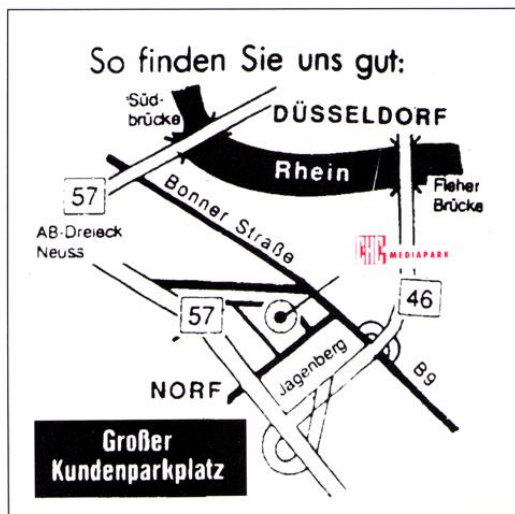 So finden Sie uns gut:
Süd-
brücke
DÜSSELDORF
Rhein
Fleher
Brücke
57
Bonner Straße
AB-Dreieck
Neuss
CHS MEDIAPARK
46
57
Jagenberg
B9
NORF
Großer
Kundenparkplatz